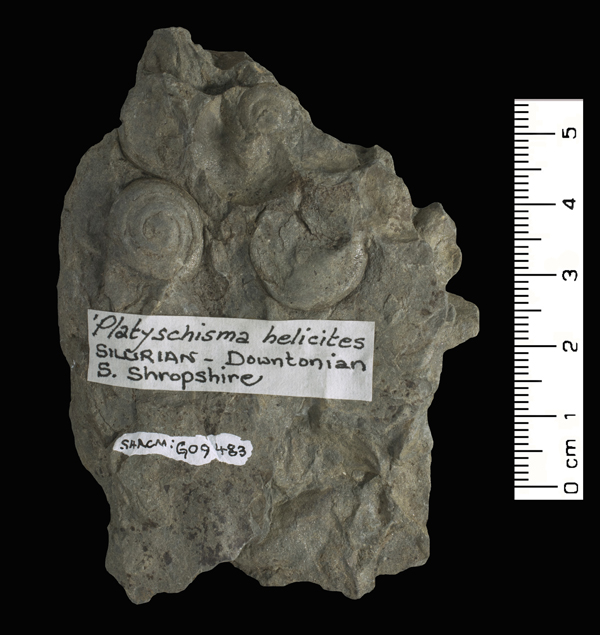 'Platyschisma helicites
SILURIAN - Downtonian
S. Shropshire
SHRCM: G09483
5
4
3
2
1
0 cm